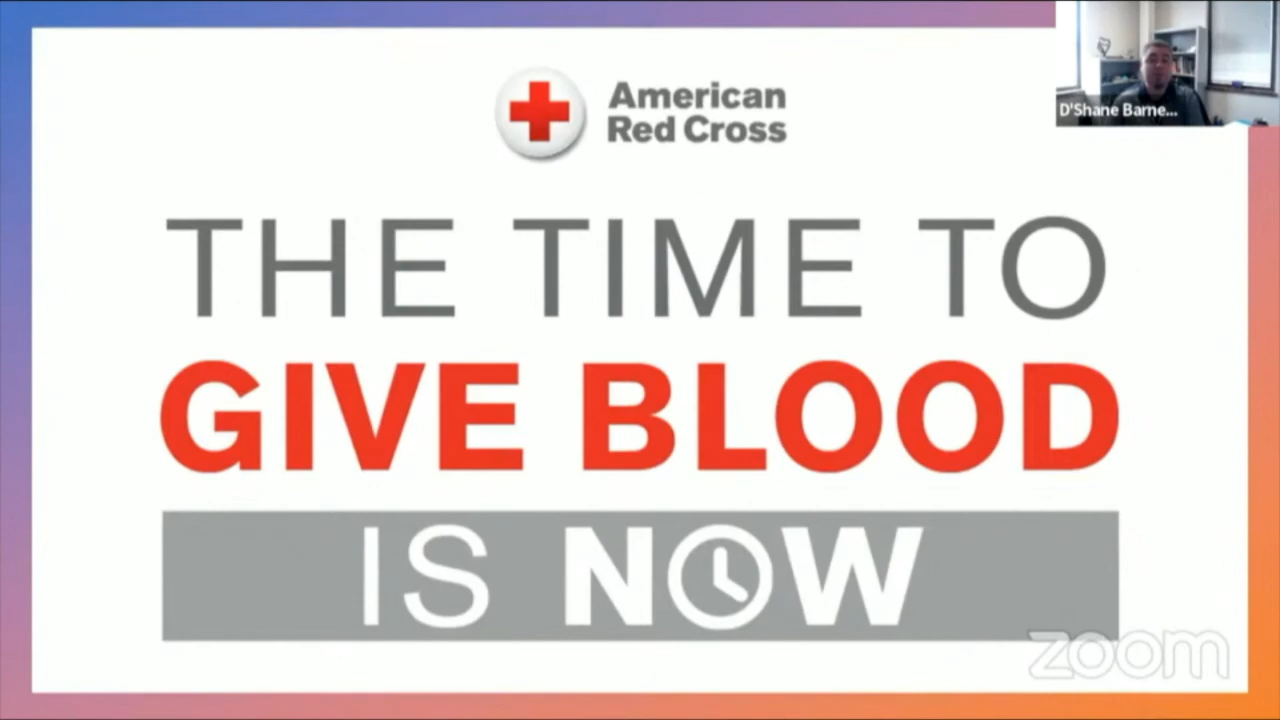 American
Red Cross
D'Shane Barne...
THE TIME TO
GIVE BLOOD
IS NOW
zoom